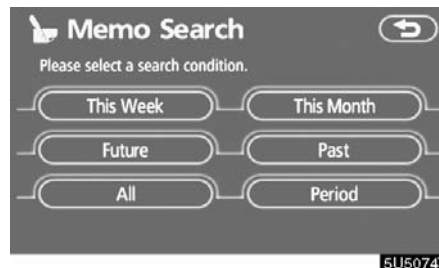 Memo Search
Please select a search condition.
This Week
This Month
Future
Past
All
Period
5U5074